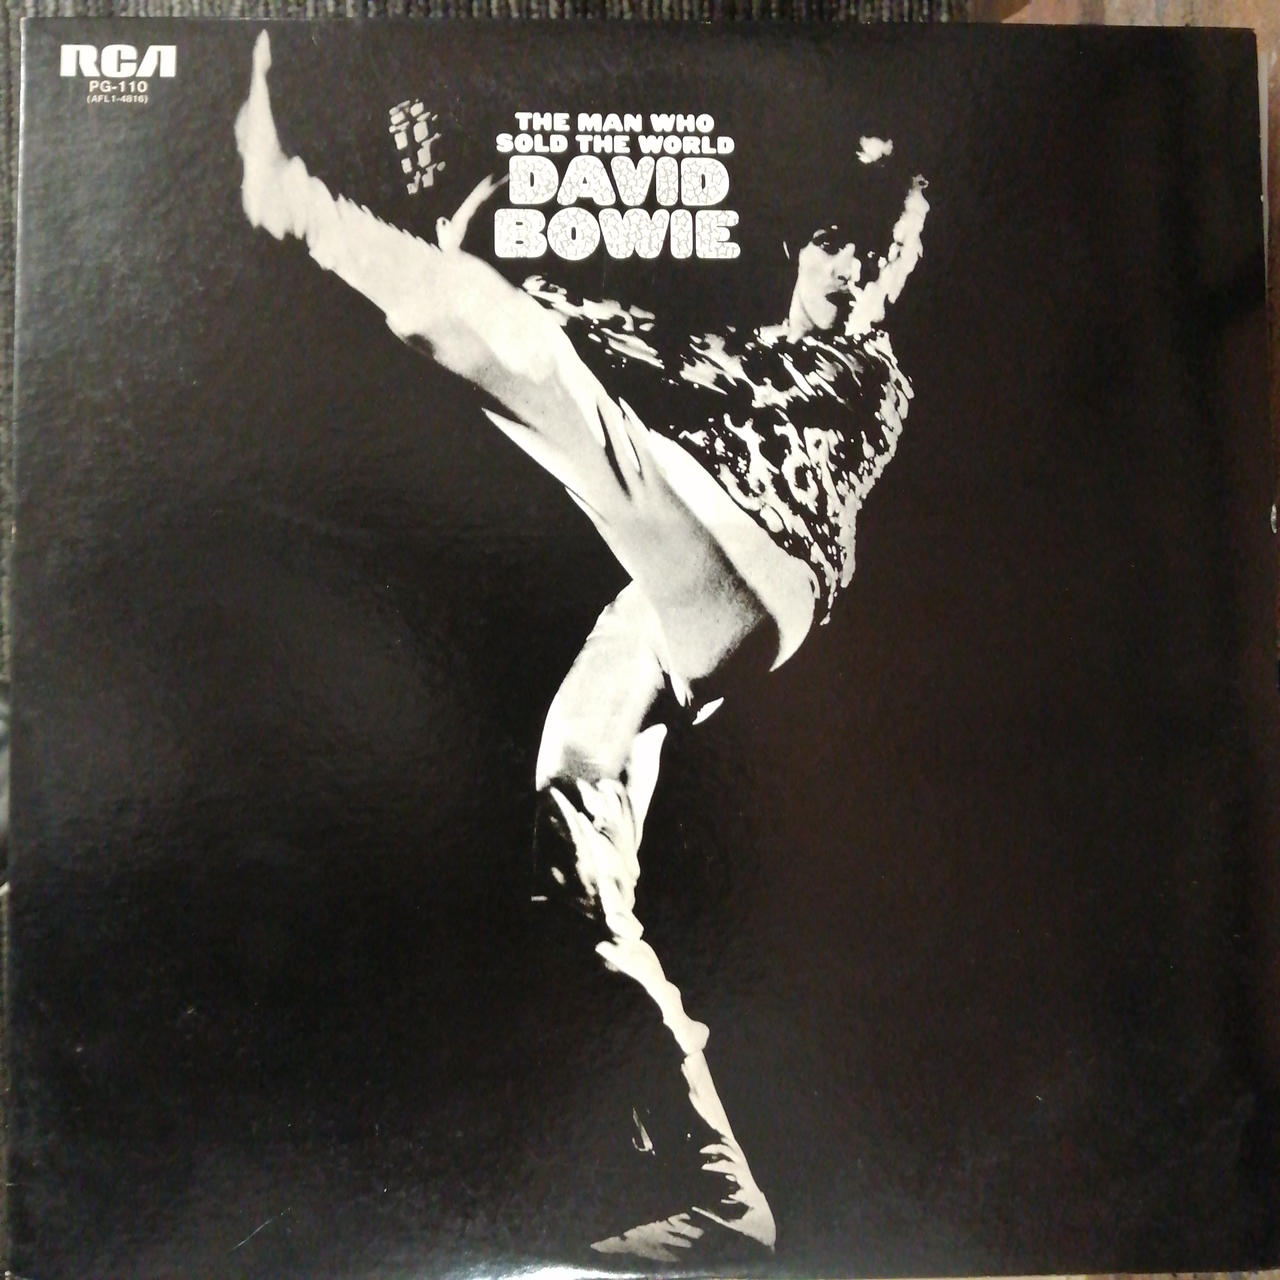 RCA
PG-110
(AFL1-4816)
THE MAN WHO
SOLD THE WORLD
DAVID
BOWIE